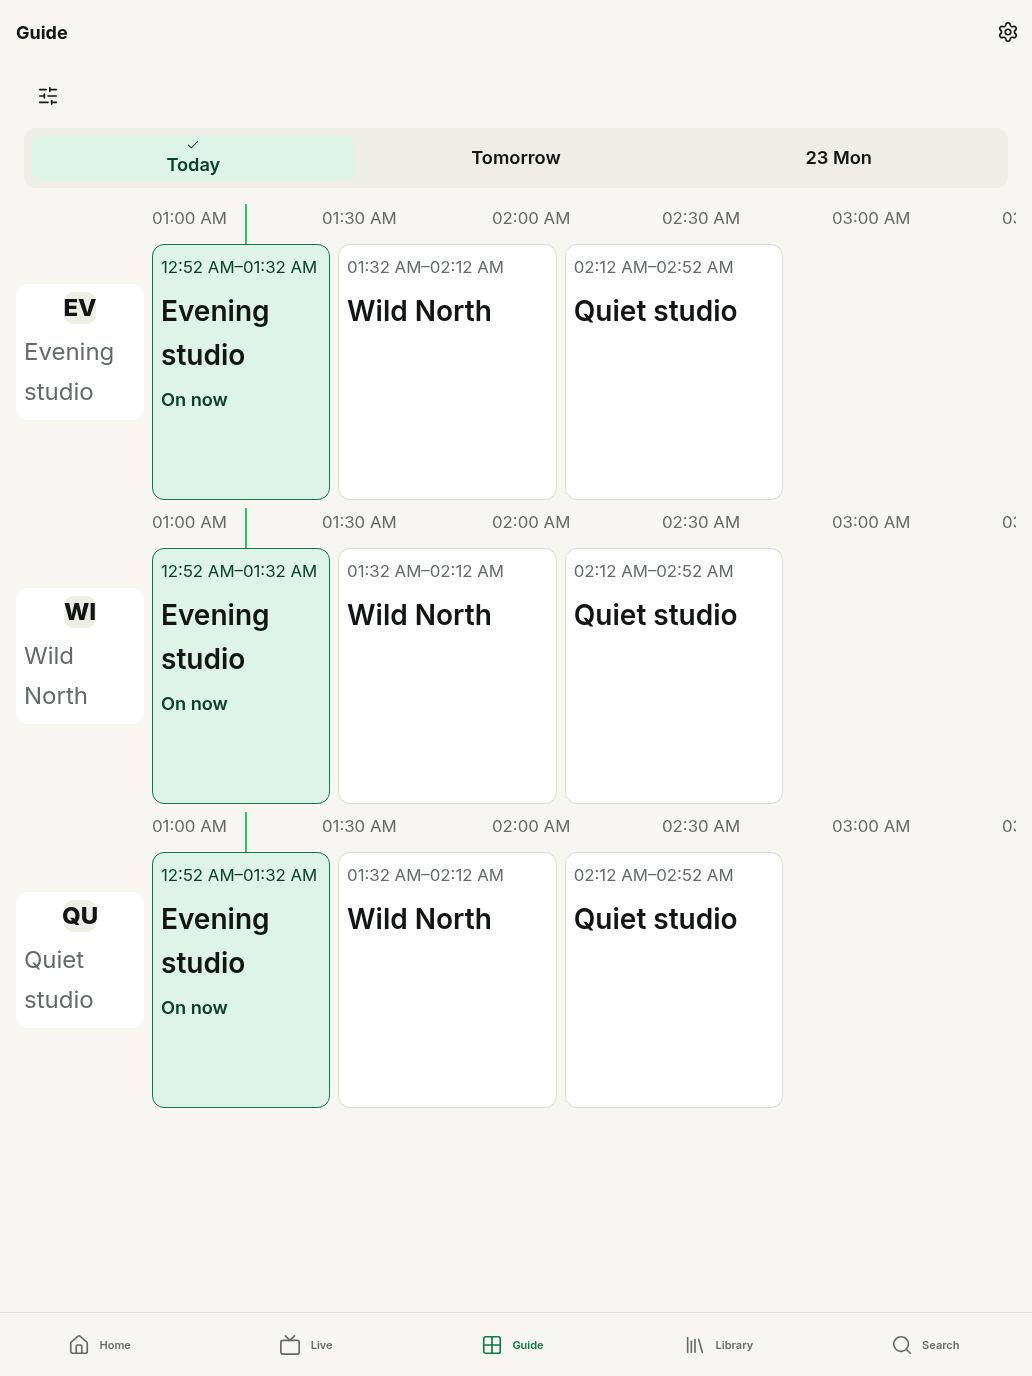 Guide
Today
Tomorrow
23 Mon
01:00 AM
01:30 AM
02:00 AM
02:30 AM
03:00 AM
EV
Evening
studio
12:52 AM–01:32 AM
Evening
studio
On now
01:32 AM–02:12 AM
Wild North
02:12 AM–02:52 AM
Quiet studio
01:00 AM
01:30 AM
02:00 AM
02:30 AM
03:00 AM
WI
Wild
North
12:52 AM–01:32 AM
Evening
studio
On now
01:32 AM–02:12 AM
Wild North
02:12 AM–02:52 AM
Quiet studio
01:00 AM
01:30 AM
02:00 AM
02:30 AM
03:00 AM
QU
Quiet
studio
12:52 AM–01:32 AM
Evening
studio
On now
01:32 AM–02:12 AM
Wild North
02:12 AM–02:52 AM
Quiet studio
Home
Live
Guide
Library
Search